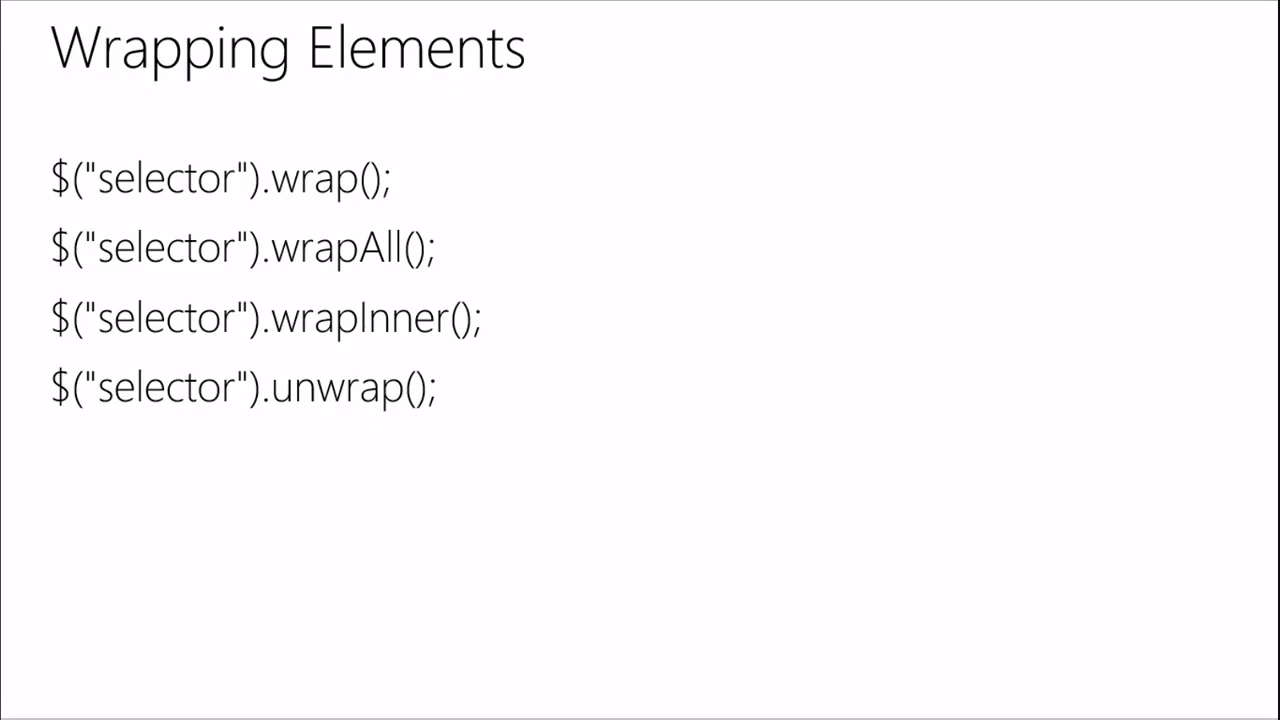 Wrapping Elements
$("selector").wrap();
$("selector").wrapAll();
$("selector").wrapInner();
$("selector").unwrap();